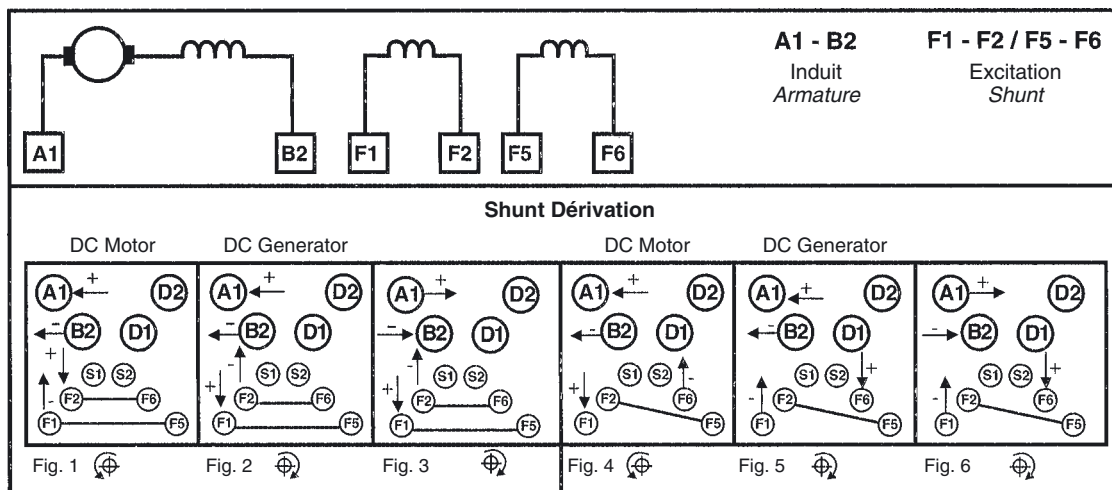 A1 - B2 F1 - F2 / F5 - F6
Induit Excitation
Armature Shunt
A1 B2 F1 F2 F5 F6
Shunt Dérivation
DC Motor DC Generator DC Motor DC Generator
A1 + D2 A1 + D2 A1 + D2 A1 + D2 A1 + D2 A1 + D2
- B2 D1 - B2 D1 - B2 D1 - B2 D1 - B2 D1 - B2 D1
+ S1 S2 - S1 S2 - S1 S2 + S1 S2 - S1 S2 + S1 S2 +
- F2 F6 + F2 F6 + F2 F6 F2 F6 - F2 F6 - F2 F6
F1 F5 F1 F5 F1 F5 F1 F5 F1 F5 F1 F5
Fig. 1 Fig. 2 Fig. 3 Fig. 4 Fig. 5 Fig. 6